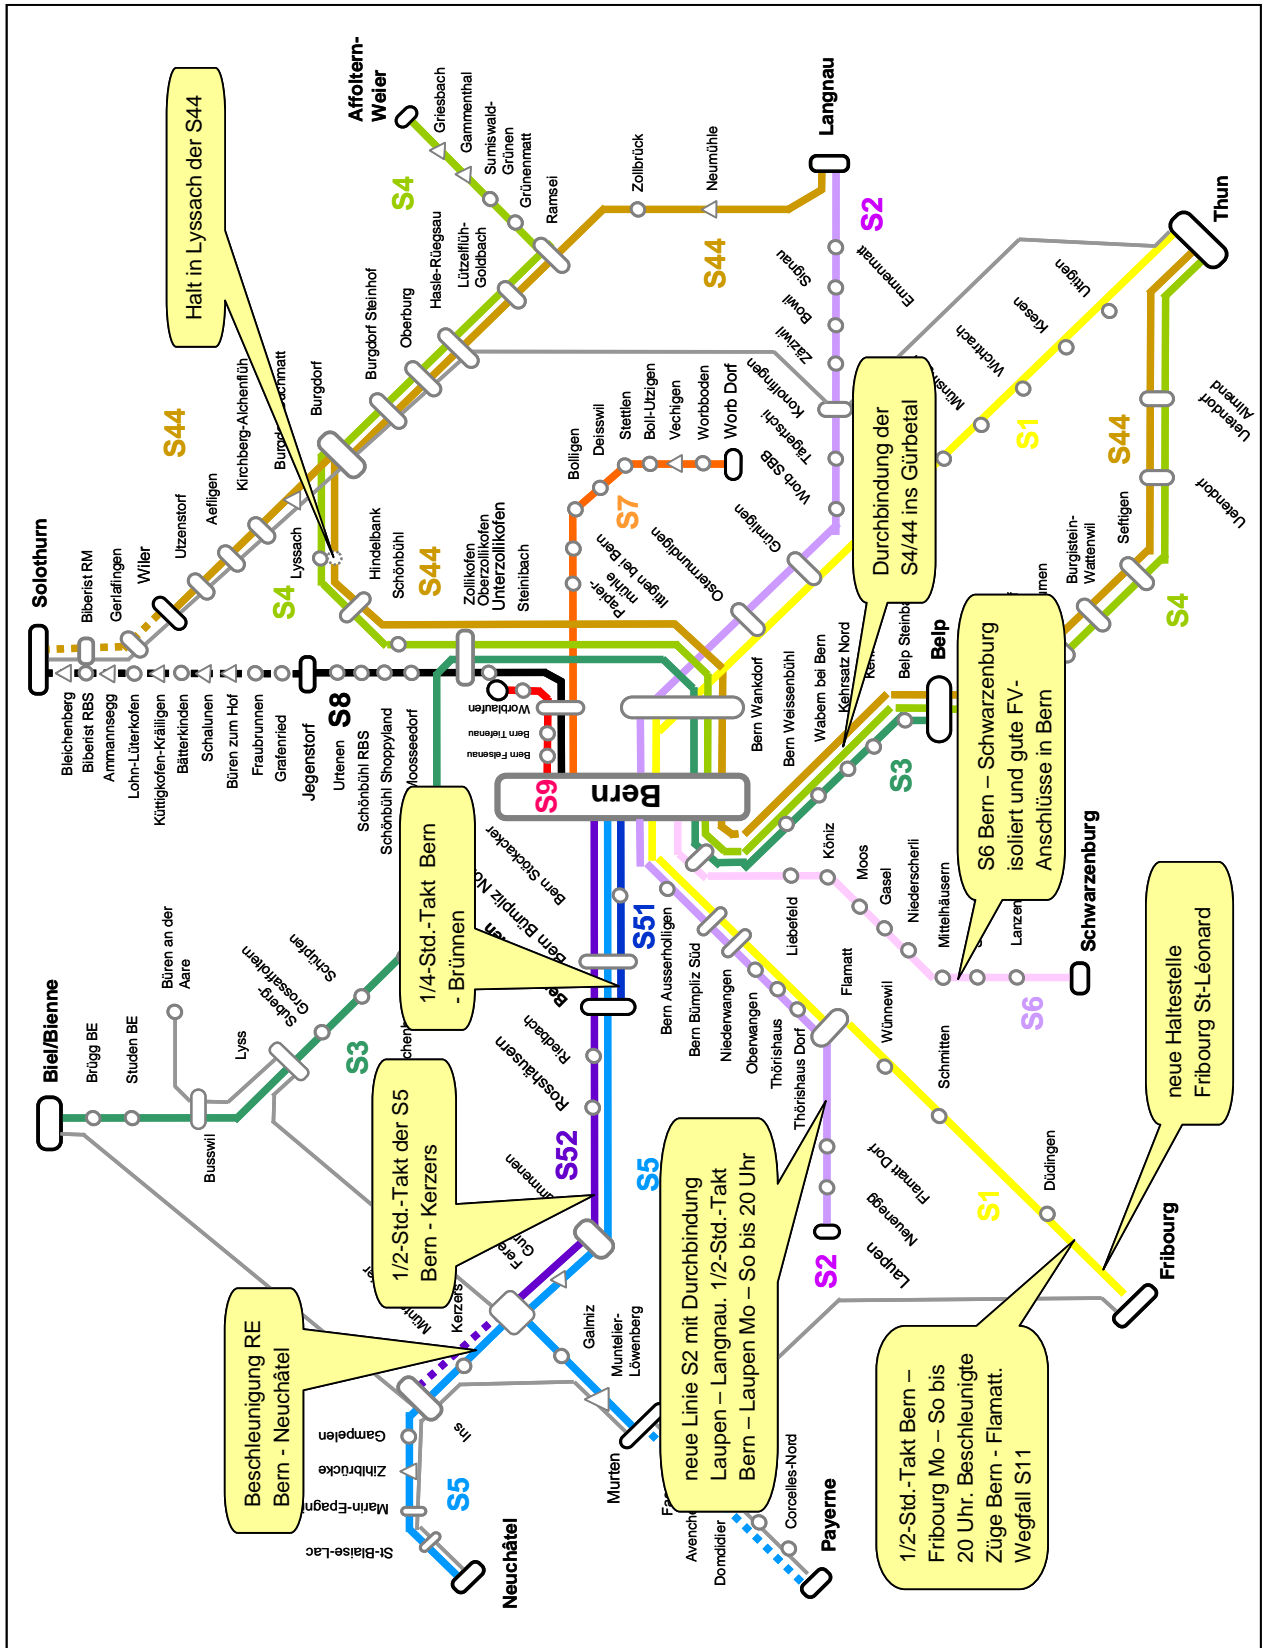 Solothurn
Bleichenberg
Biberist RBS
Ammannsegg
Lohn-Lüterkofen
Küttigkofen-Kräiligen
Bätterkinden
Schalunen
Büren zum Hof
Fraubrunnen
Grafenried
Jegenstorf
Urtenen
S8
Schönbühl RBS
Schönbühl Shoppyland
Moosseedorf
Biberist RM
Gerlafingen
Wiler
Utzenstorf
Aefligen
Kirchberg-Alchenflüh
S44
Burgdorf
Burgdorf Steinhof
Oberburg
Hasle-Rüegsau
Lützelflüh-
Goldbach
Ramsei
Grünenmatt
Sumiswald-
Grünen
Gammenthal
Griesbach
Affoltern-
Weier
S4
Halt in Lyssach der S44
Zollbrück
Neumühle
S44
Langnau
S2
Emmenmatt
Signau
Bowil
Zäziwil
Konolfingen
Tägertschi
Worb SBB
Gümligen
Ostermundigen
Lyssach
S4
Hindelbank
Schönbühl
S44
Zollikofen
Oberzollikofen
Unterzollikofen
Steinibach
Worblaufen
Bern Tiefenau
Bern Felsenau
S9
Bern
Papier-
mühle
Ittigen bei Bern
Bolligen
Deisswil
Stettlen
Boll-Utzigen
Vechigen
Worbboden
Worb Dorf
S7
Thun
Uttigen
Kiesen
Wichtrach
S1
S44
Uetendorf
Allmend
Uetendorf
Seftigen
Burgistein-
Wattenwil
S4
Durchbindung der
S4/44 ins Gürbetal
Bern Wankdorf
Bern Weissenbühl
Wabern bei Bern
Kehrsatz Nord
Belp
S3
S6 Bern – Schwarzenburg
isoliert und gute FV-
Anschlüsse in Bern
Köniz
Liebefeld
Moos
Gasel
Niederscherli
Mittelhäusern
Schwarzenburg
S6
Biel/Bienne
Brügg BE
Studen BE
Busswil
Büren an der
Aare
Lyss
Suberg-
Grossaffoltern
Schüpfen
S3
1/4-Std.-Takt Bern
- Brünnen
Bern Stöckacker
S51
Riedbach
Rosshäusern
S52
S5
1/2-Std.-Takt der S5
Bern - Kerzers
Kerzers
Beschleunigung RE
Bern - Neuchâtel
Ins
Gampelen
Zihlbrücke
St-Blaise-Lac
S5
Neuchâtel
Galmiz
Muntelier-
Löwenberg
Murten
Domdidier
Corcelles-Nord
Payerne
neue Linie S2 mit Durchbindung
Laupen – Langnau. 1/2-Std.-Takt
Bern – Laupen Mo – So bis 20 Uhr
Bern Ausserholligen
Bern Bümpliz Süd
Niederwangen
Oberwangen
Thörishaus
Thörishaus Dorf
Flamatt
Wünnewil
Schmitten
Düdingen
S1
Flamatt Dorf
Neuenegg
Laupen
S2
Fribourg
neue Haltestelle
Fribourg St-Léonard
1/2-Std.-Takt Bern –
Fribourg Mo – So bis
20 Uhr. Beschleunigte
Züge Bern - Flamatt.
Wegfall S11